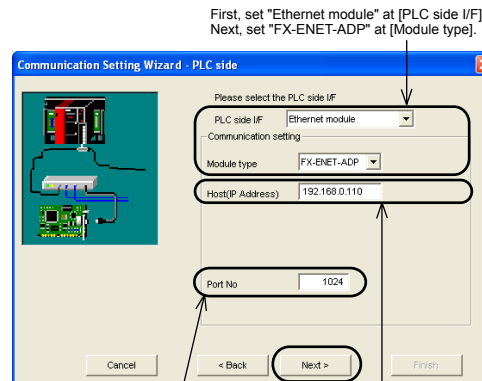 First, set "Ethernet module" at [PLC side I/F]
Next, set "FX-ENET-ADP" at [Module type].
Communication Setting Wizard - PLC side
Please select the PLC side I/F
PLC side I/F Ethernet module
Communication setting
Module type FX-ENET-ADP
Host(IP Address) 192.168.0.110
Port No 1024
Cancel < Back Next > Finish